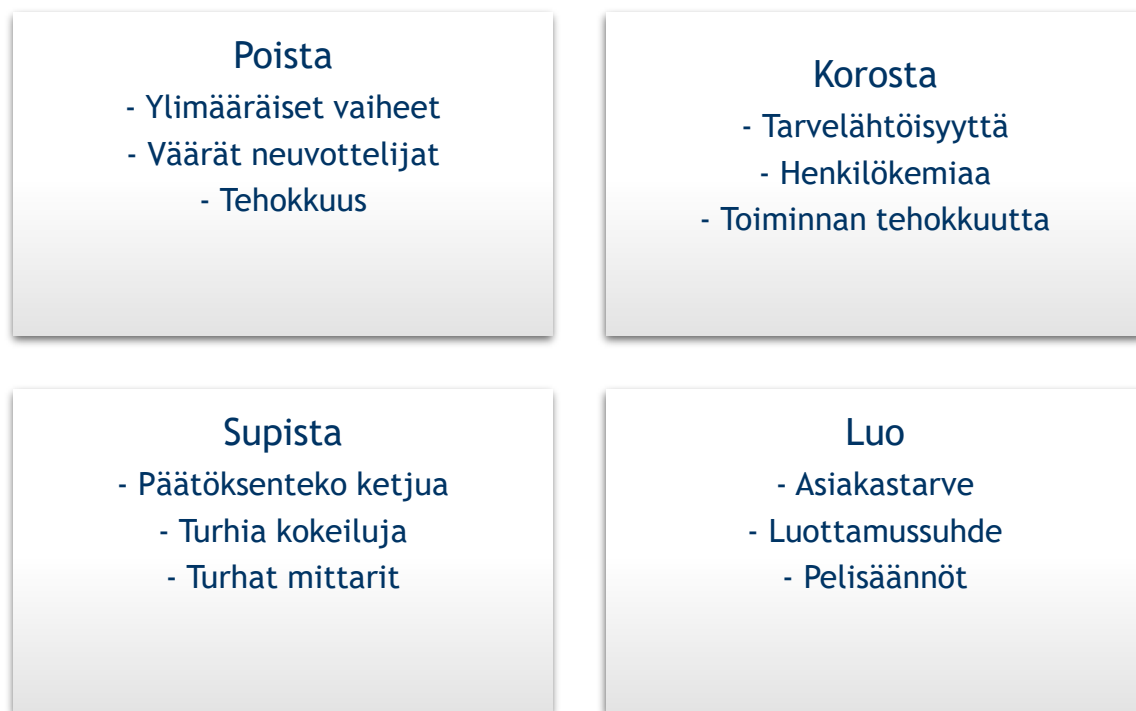 Poista
- Ylimääräiset vaiheet
- Väärät neuvottelijat
- Tehokkuus
Korosta
- Tarvelähtöisyyttä
- Henkilökemiaa
- Toiminnan tehokkuutta
Supista
- Päätöksenteko ketjua
- Turhia kokeiluja
- Turhat mittarit
Luo
- Asiakastarve
- Luottamussuhde
- Pelisäännöt